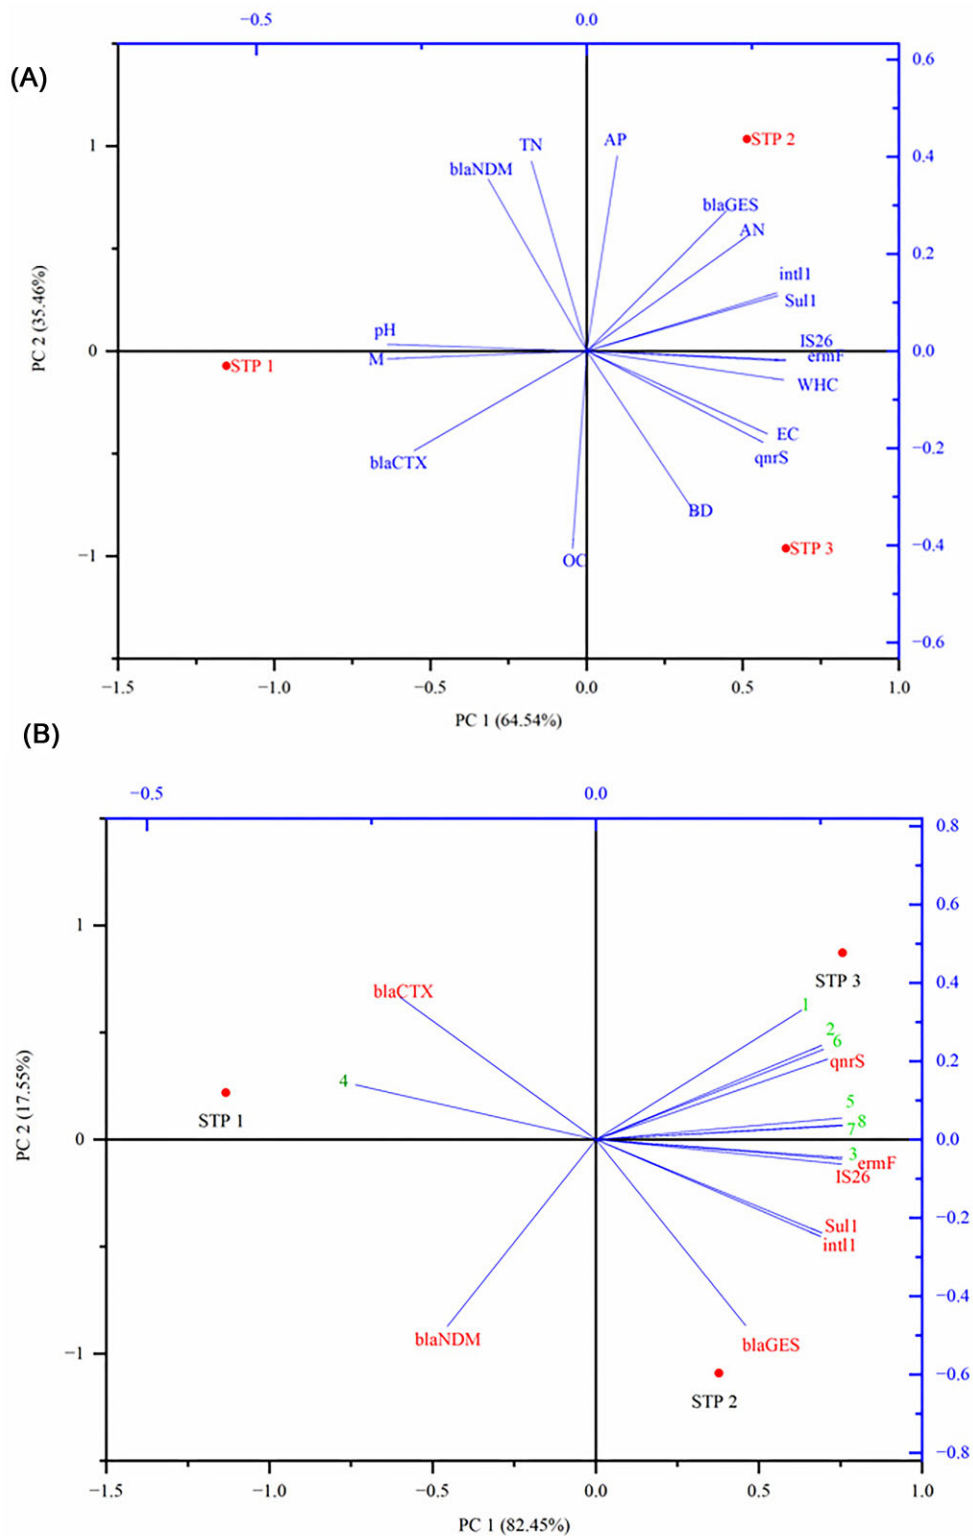 −0.5 0.0
(A)
0.6
1
TN
AP
STP 2
blaNDM
0.4
blaGES
AN
0.2
intI1
Sul1
PC 2 (35.46%)
pH
IS26
0
0.0
ermF
M
STP 1
WHC
EC
blaCTX
qnrS
−0.2
BD
−1
OC
STP 3
−0.4
−0.6
−1.5 −1.0 −0.5 0.0 0.5 1.0
PC 1 (64.54%)
(B)
−0.5 0.0
0.8
1
0.6
STP 3
blaCTX
0.4
1
2
6
qnrS
0.2
4
5
STP 1
8
7
PC 2 (17.55%)
0
0.0
3
ermF
IS26
Sul1
−0.2
intI1
blaNDM
−0.4
−1
blaGES
STP 2
−0.6
−0.8
−1.5 −1.0 −0.5 0.0 0.5 1.0
PC 1 (82.45%)